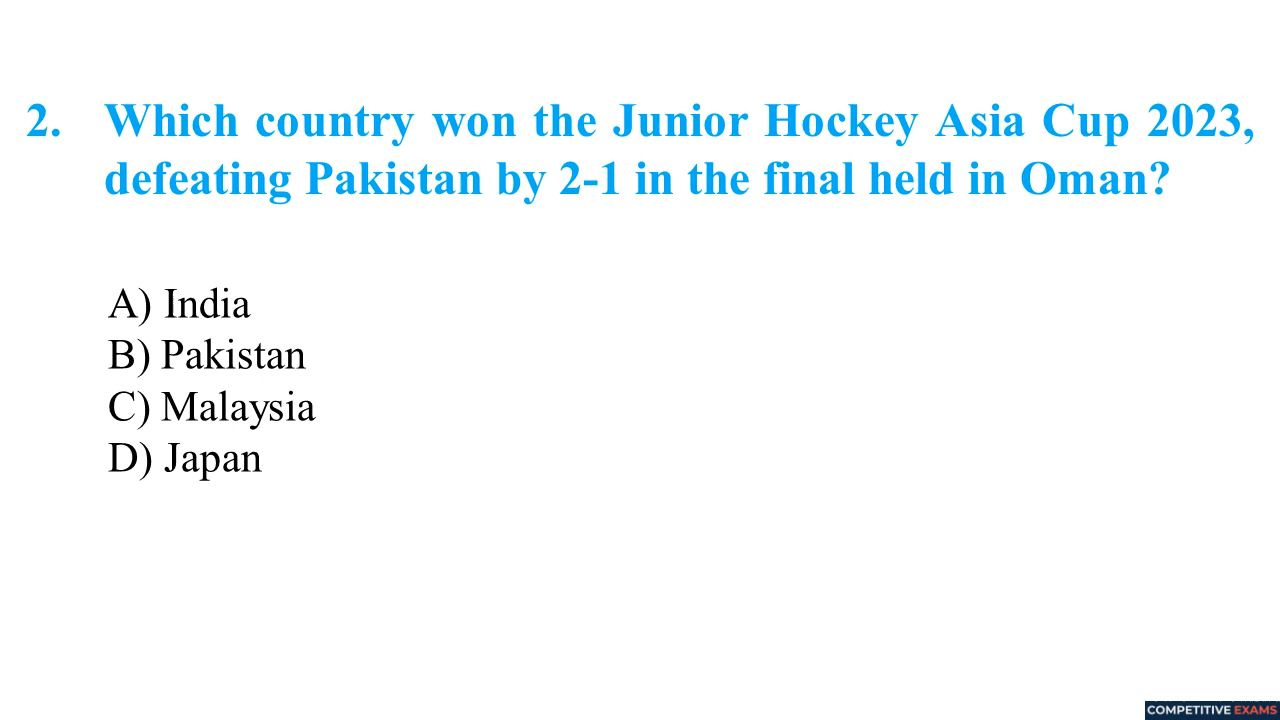 2. Which country won the Junior Hockey Asia Cup 2023,
defeating Pakistan by 2-1 in the final held in Oman?
A) India
B) Pakistan
C) Malaysia
D) Japan
COMPETITIVE EXAMS